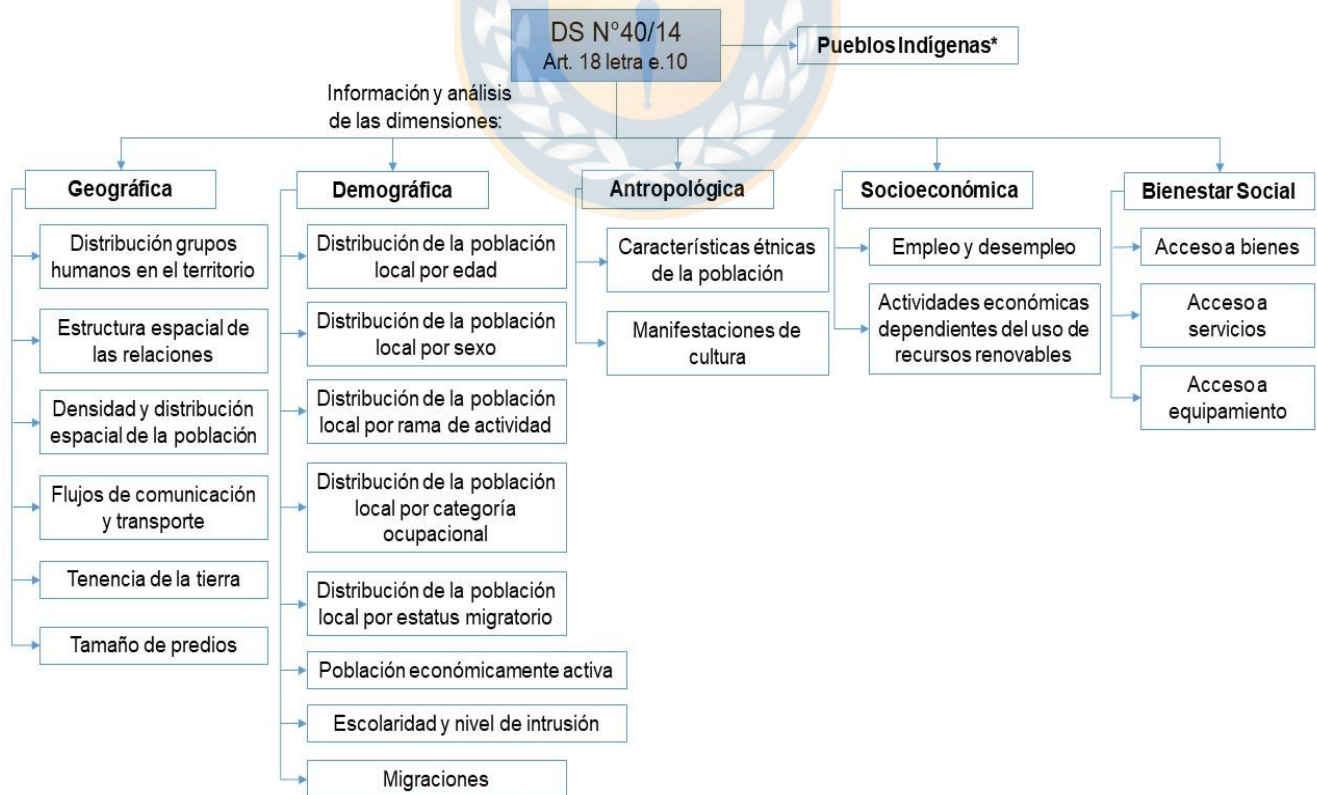 DS N°40/14
Art. 18 letra e.10
Pueblos Indígenas*
Información y análisis
de las dimensiones:
Geográfica
Distribución grupos
humanos en el territorio
Estructura espacial de
las relaciones
Densidad y distribución
espacial de la población
Flujos de comunicación
y transporte
Tenencia de la tierra
Tamaño de predios
Demográfica
Distribución de la población
local por edad
Distribución de la población
local por sexo
Distribución de la población
local por rama de actividad
Distribución de la población
local por categoría
ocupacional
Distribución de la población
local por estatus migratorio
Población económicamente activa
Escolaridad y nivel de intrusión
Migraciones
Antropológica
Características étnicas
de la población
Manifestaciones de
cultura
Socioeconómica
Empleo y desempleo
Actividades económicas
dependientes del uso de
recursos renovables
Bienestar Social
Acceso a bienes
Acceso a
servicios
Acceso a
equipamiento